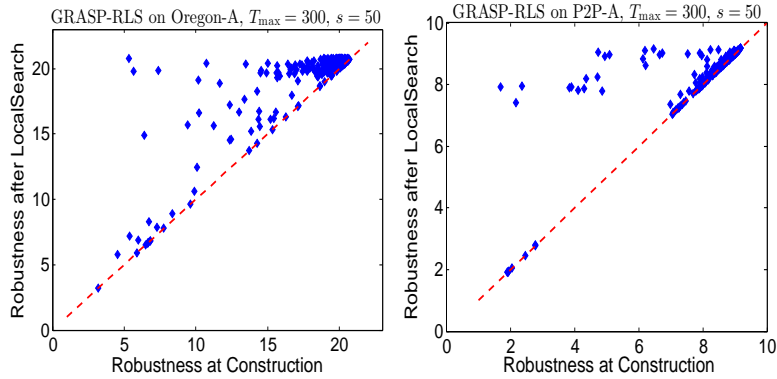 GRASP-RLS on Oregon-A, T_max = 300, s = 50
Robustness after LocalSearch
25
20
15
10
5
0
0 5 10 15 20
Robustness at Construction
GRASP-RLS on P2P-A, T_max = 300, s = 50
Robustness after LocalSearch
10
8
6
4
2
0
0 2 4 6 8 10
Robustness at Construction